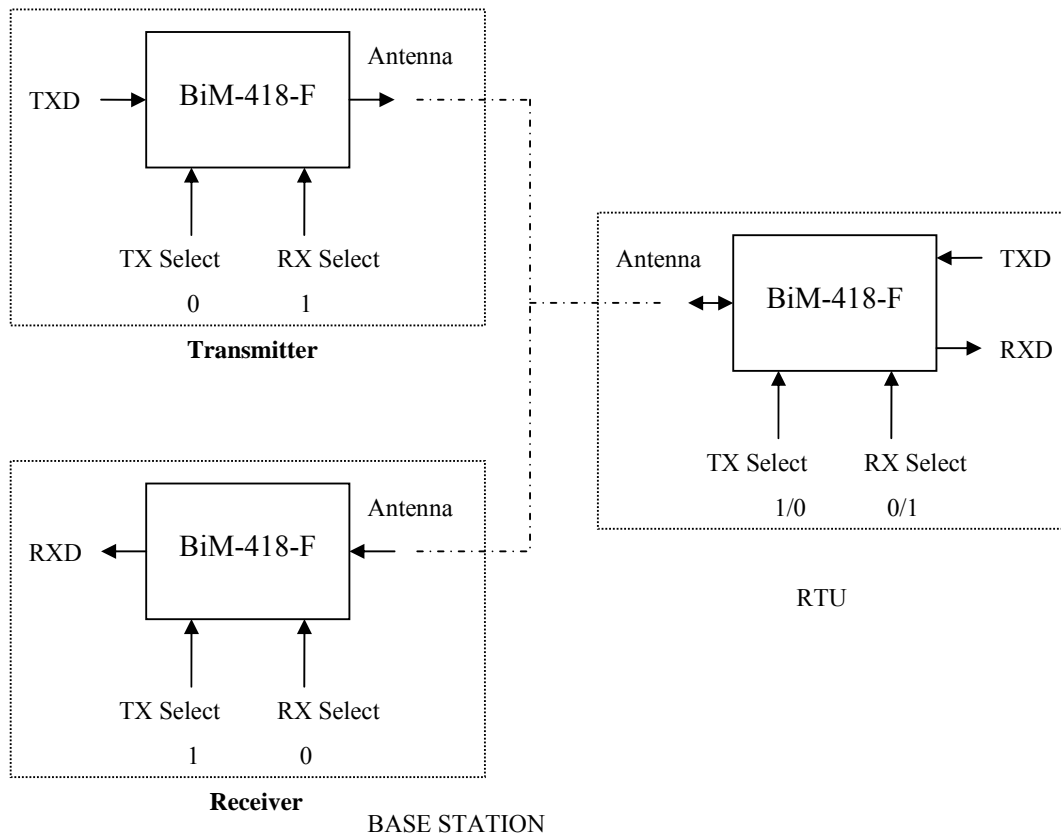 Antenna
TXD
BiM-418-F
TX Select RX Select
0 1
Transmitter
Antenna
BiM-418-F
RXD
TX Select RX Select
1 0
Receiver
BASE STATION
Antenna
BiM-418-F
TXD
RXD
TX Select RX Select
1/0 0/1
RTU